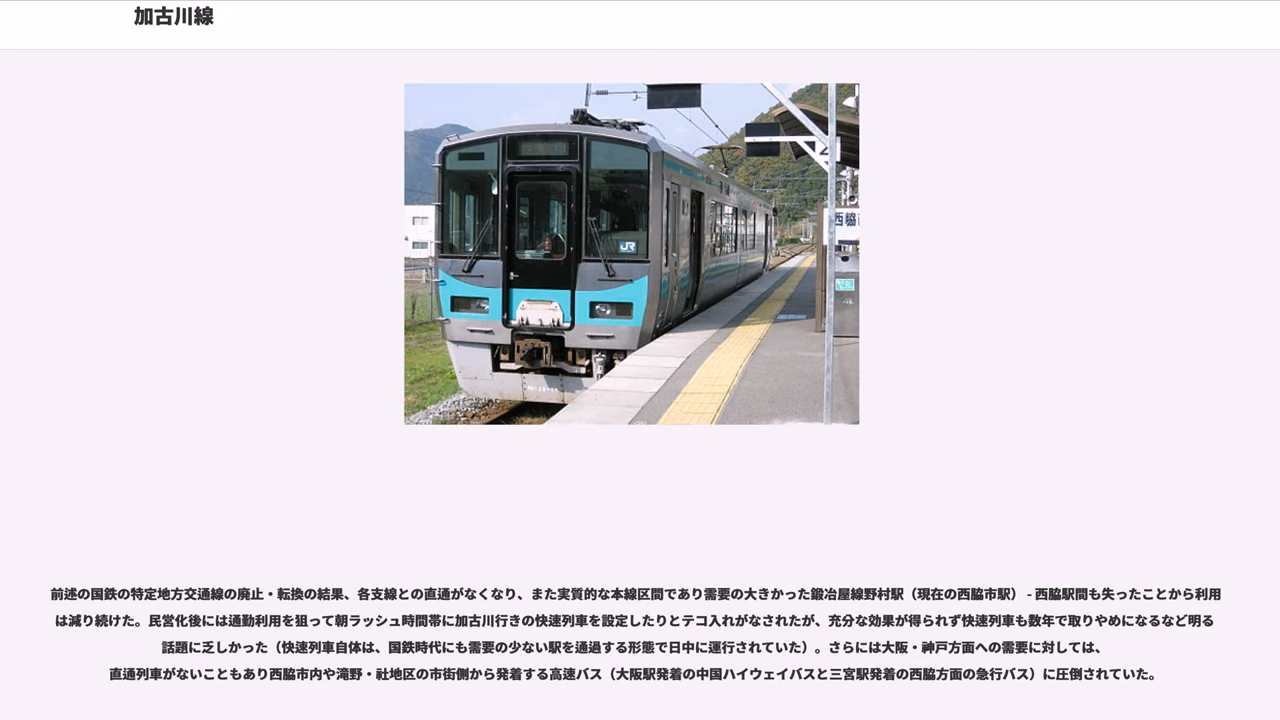 加古川線
JR
2
西脇
前述の国鉄の特定地方交通線の廃止・転換の結果、各支線との直通がなくなり、また実質的な本線区間であり需要の大きかった鍛冶屋線野村駅（現在の西脇市駅） - 西脇駅間も失ったことから利用
は減り続けた。民営化後には通勤利用を狙って朝ラッシュ時間帯に加古川行きの快速列車を設定したりとテコ入れがなされたが、充分な効果が得られず快速列車も数年で取りやめになるなど明る
話題に乏しかった（快速列車自体は、国鉄時代にも需要の少ない駅を通過する形態で日中に運行されていた）。さらには大阪・神戸方面への需要に対しては、
直通列車がないこともあり西脇市内や滝野・社地区の市街側から発着する高速バス（大阪駅発着の中国ハイウェイバスと三宮駅発着の西脇方面の急行バス）に圧倒されていた。